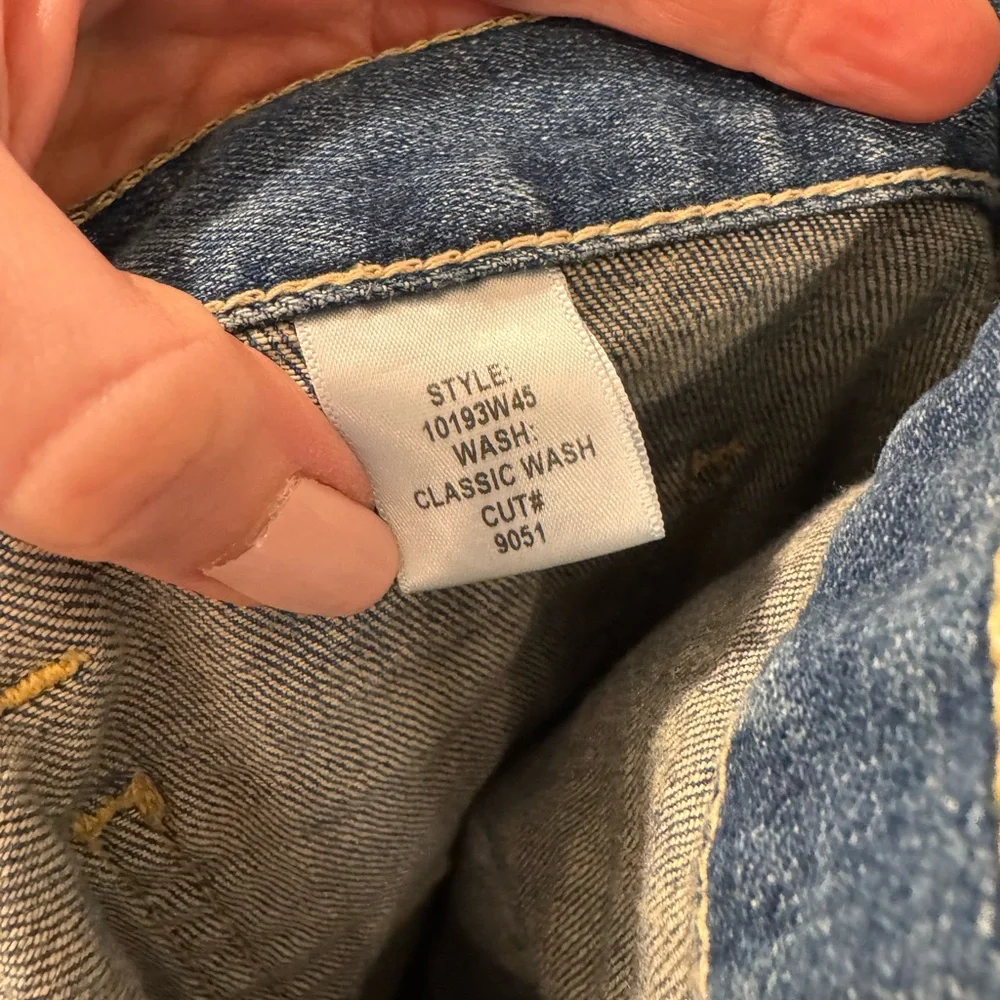 STYLE:
10193W45
WASH:
CLASSIC WASH
CUT#
9051